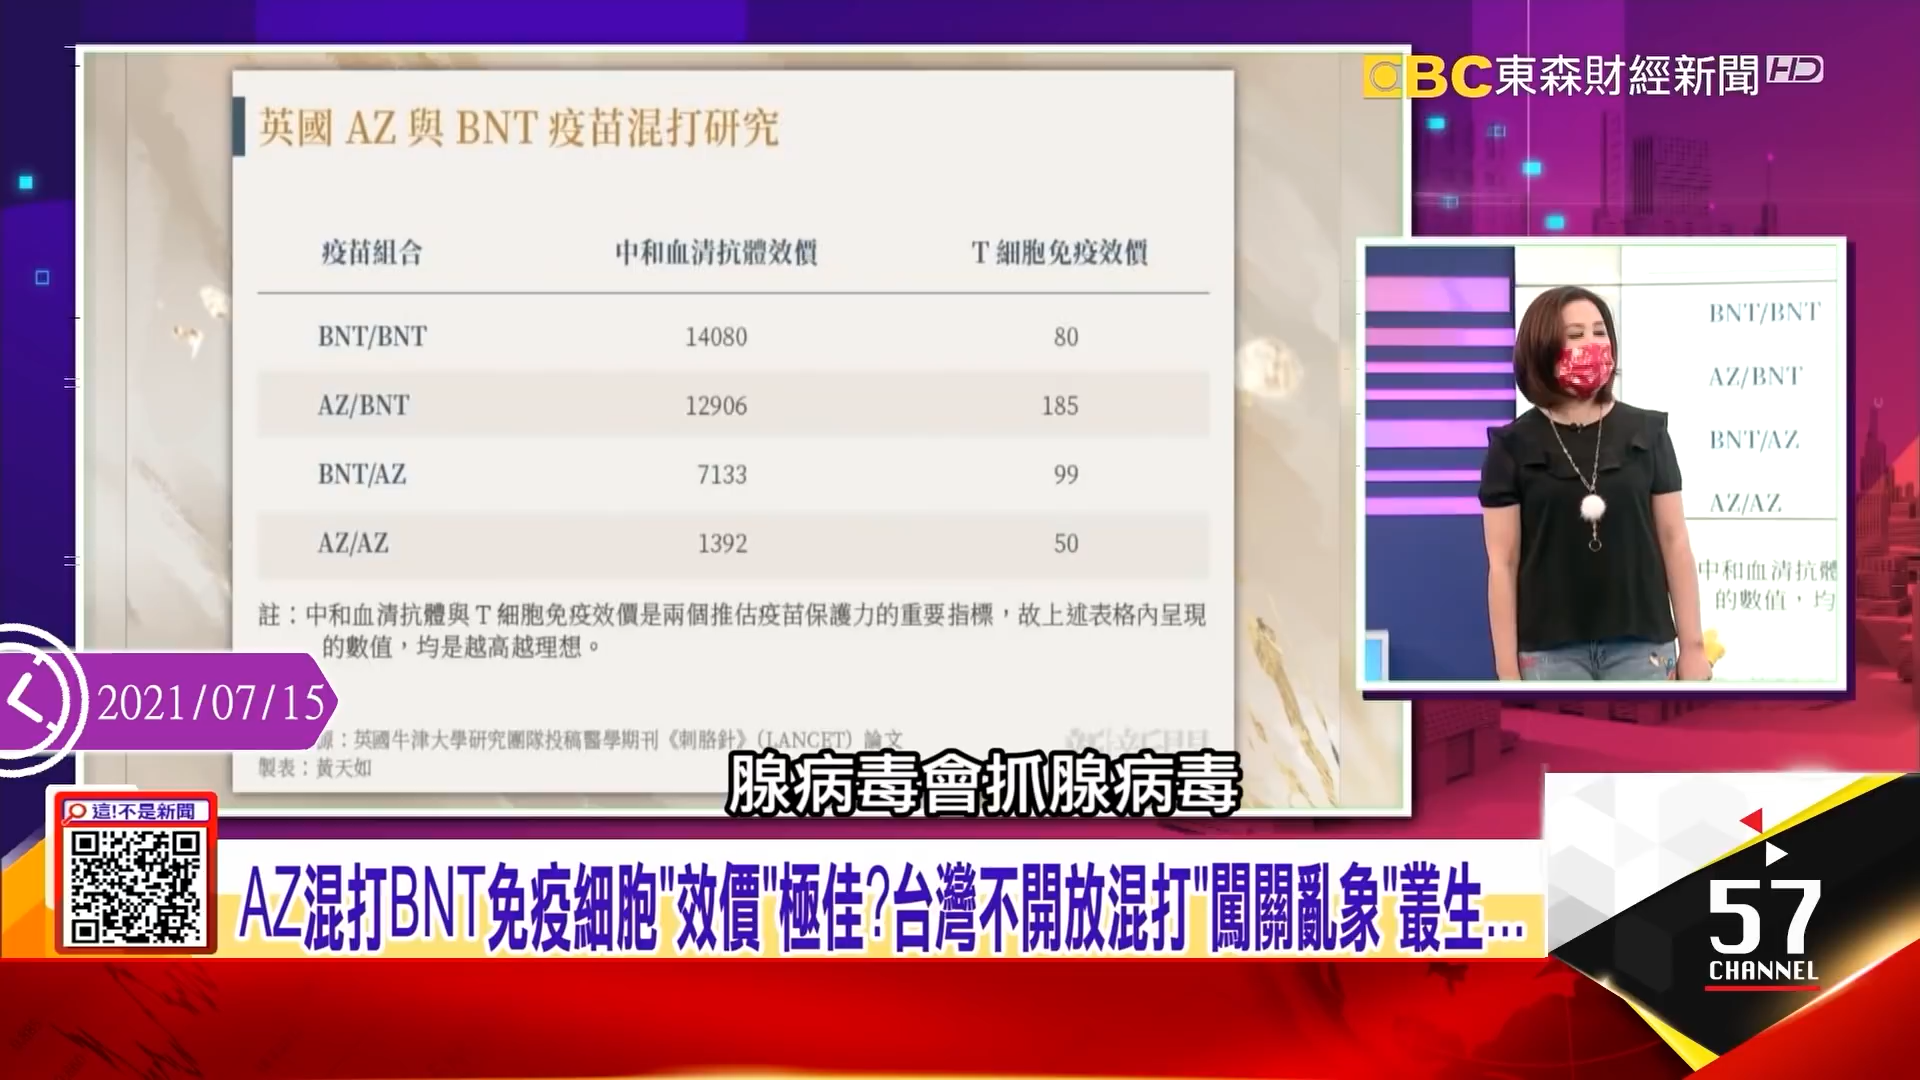 EBC東森財經新聞HD
英國 AZ 與 BNT 疫苗混打研究
疫苗組合 中和血清抗體效價 T 細胞免疫效價
BNT/BNT 14080 80
AZ/BNT 12906 185
BNT/AZ 7133 99
AZ/AZ 1392 50
註：中和血清抗體與 T 細胞免疫效價是兩個推估疫苗保護力的重要指標，故上述表格內呈現
的數值，均是越高越理想。
源：英國牛津大學研究團隊投稿醫學期刊《刺胳針》（LANCET）論文
製表：黃天如
BNT/BNT
AZ/BNT
BNT/AZ
AZ/AZ
中和血清抗體
的數值，均
2021/07/15
腺病毒會抓腺病毒
這!不是新聞
AZ混打BNT免疫細胞"效價"極佳?台灣不開放混打"闖關亂象"叢生...
57
CHANNEL